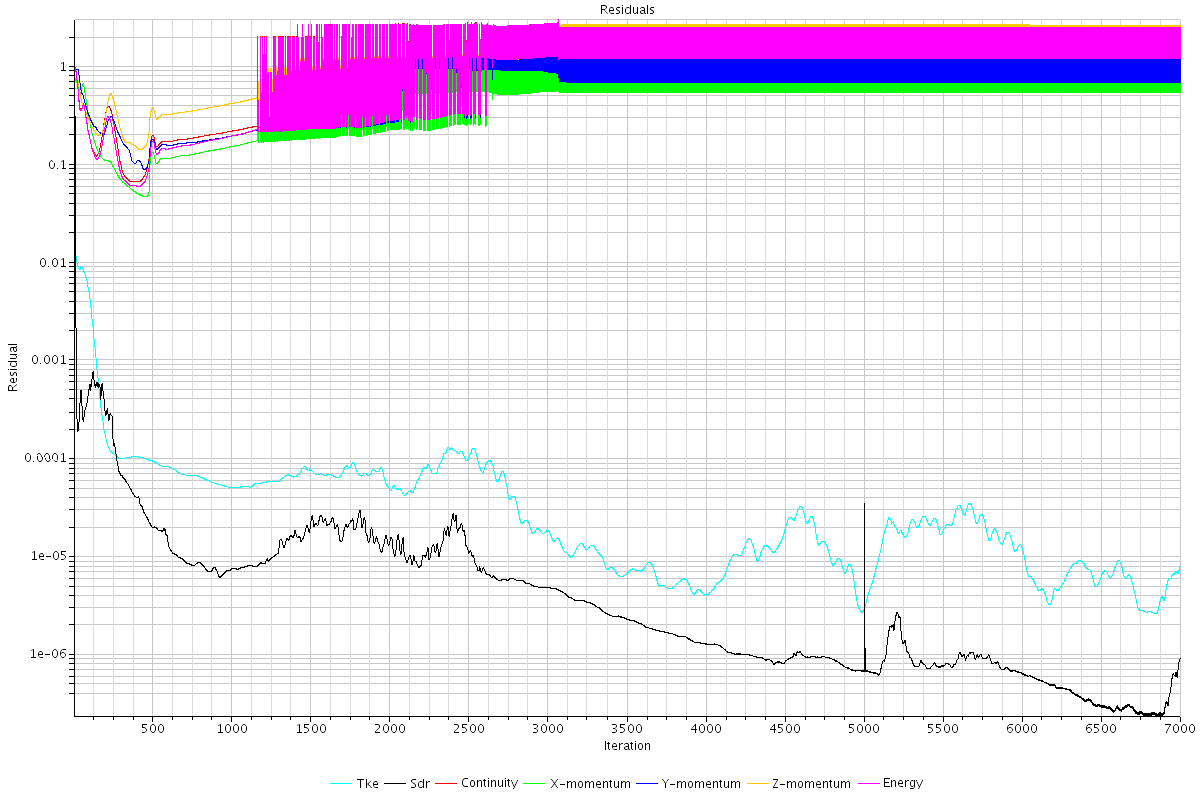 Residuals
1
0.1
0.01
0.001
0.0001
1e-05
1e-06
Residual
500 1000 1500 2000 2500 3000 3500 4000 4500 5000 5500 6000 6500 7000
Iteration
Tke Sdr Continuity X-momentum Y-momentum Z-momentum Energy